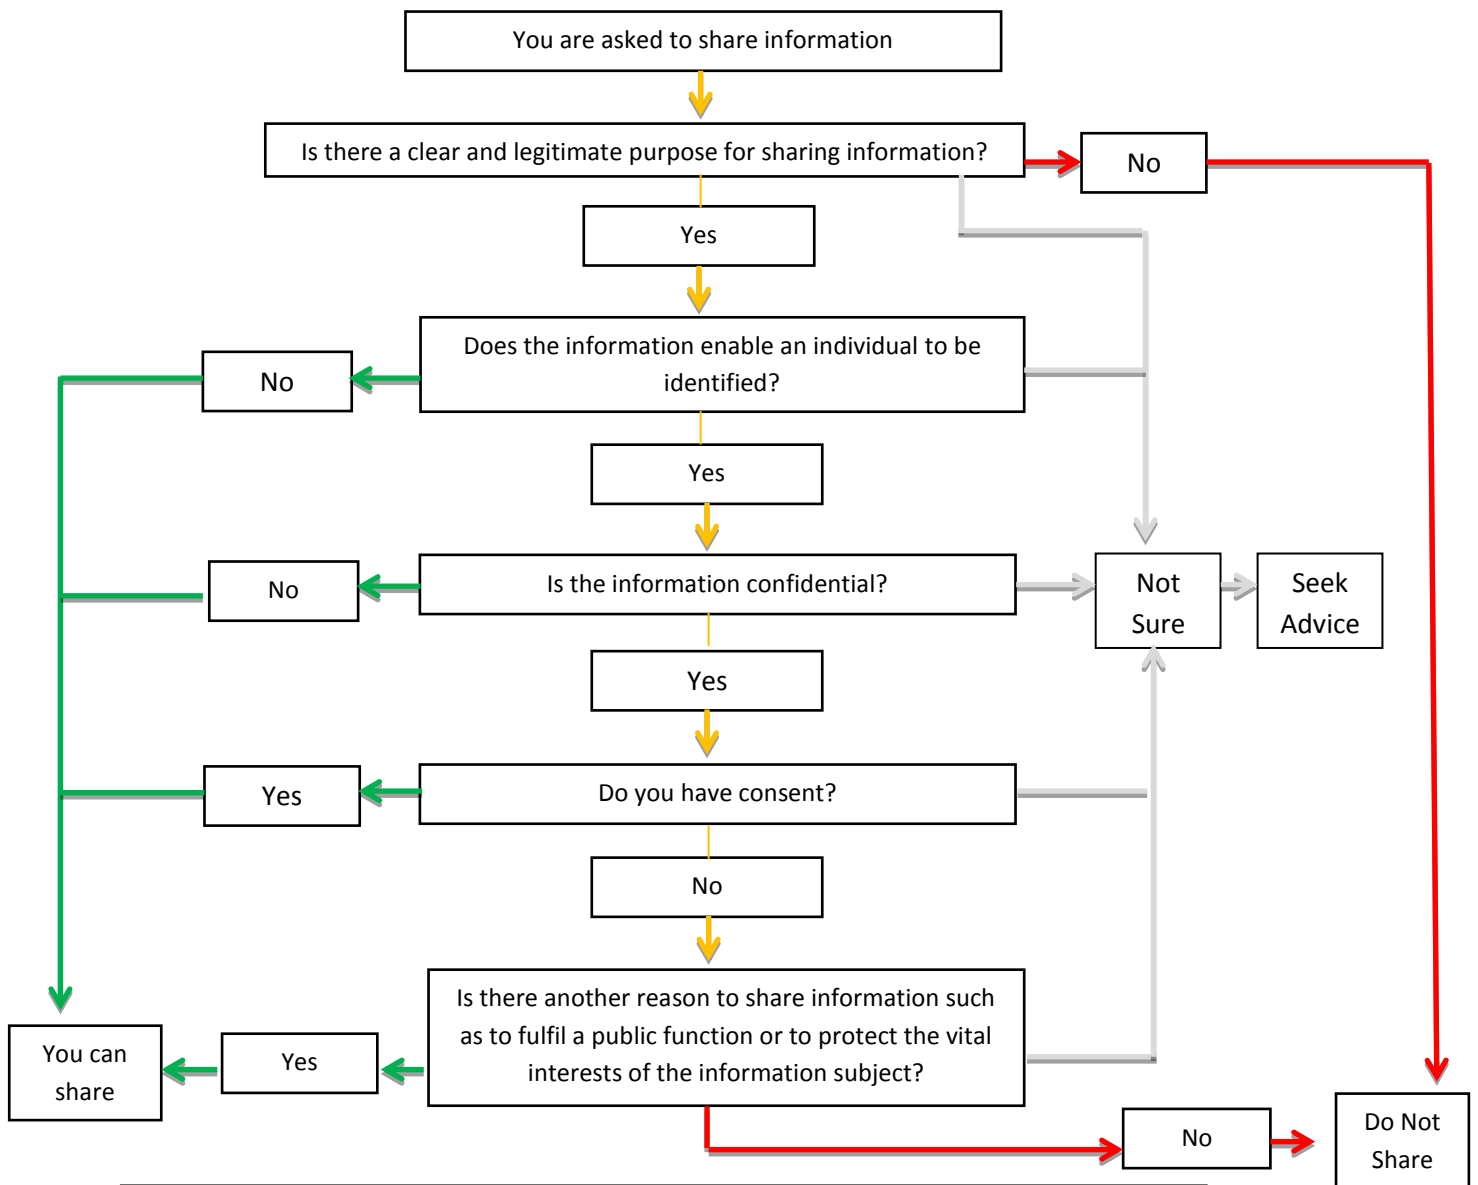 You are asked to share information
Is there a clear and legitimate purpose for sharing information?
No
Yes
Does the information enable an individual to be
identified?
No
Yes
Is the information confidential?
No
Not
Sure
Seek
Advice
Yes
Do you have consent?
Yes
No
Is there another reason to share information such
as to fulfil a public function or to protect the vital
interests of the information subject?
Yes
You can
share
No
Do Not
Share